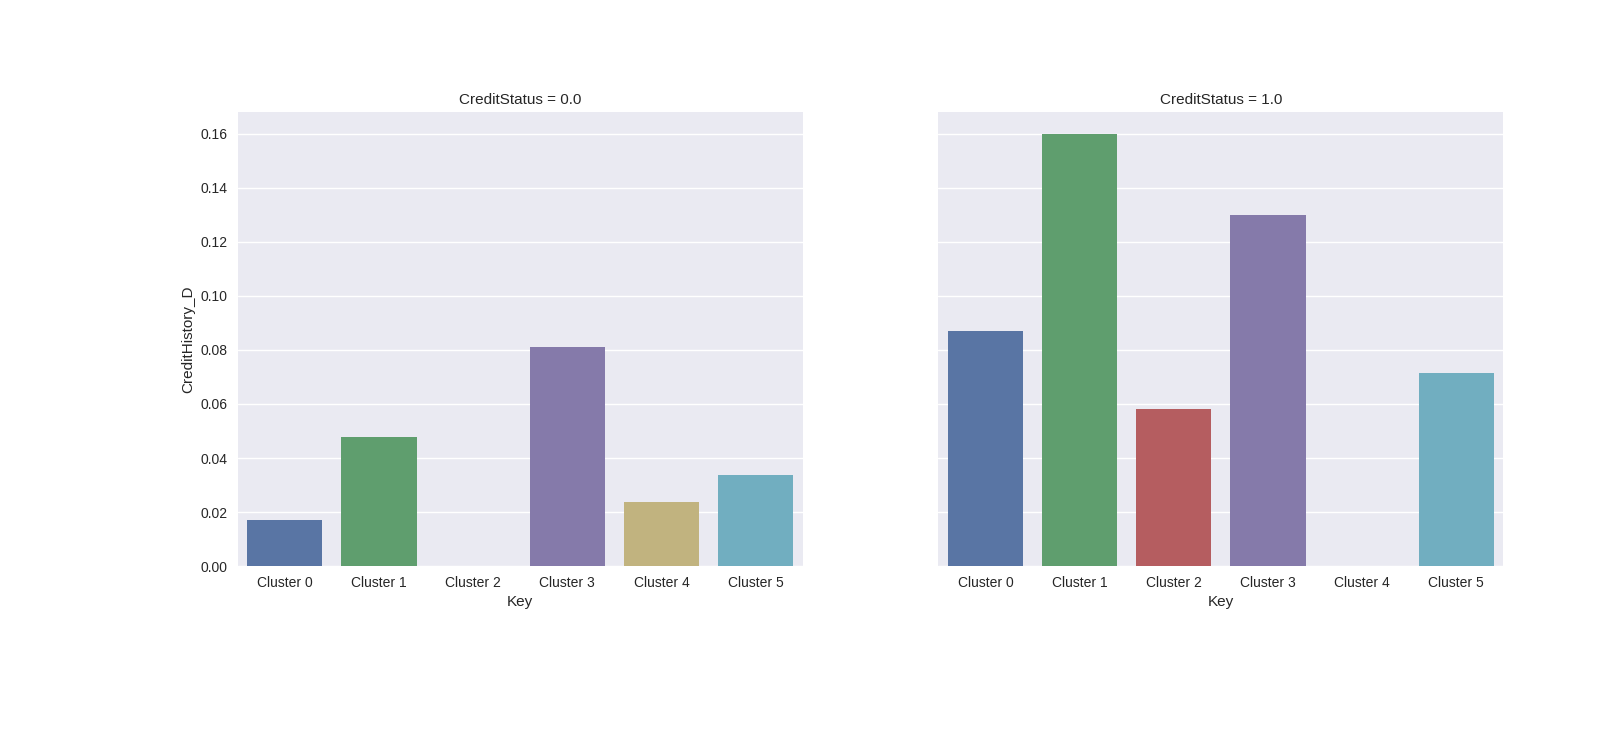 CreditStatus = 0.0
CreditHistory_D
0.16
0.14
0.12
0.10
0.08
0.06
0.04
0.02
0.00
Cluster 0 Cluster 1 Cluster 2 Cluster 3 Cluster 4 Cluster 5
Key
CreditStatus = 1.0
Cluster 0 Cluster 1 Cluster 2 Cluster 3 Cluster 4 Cluster 5
Key